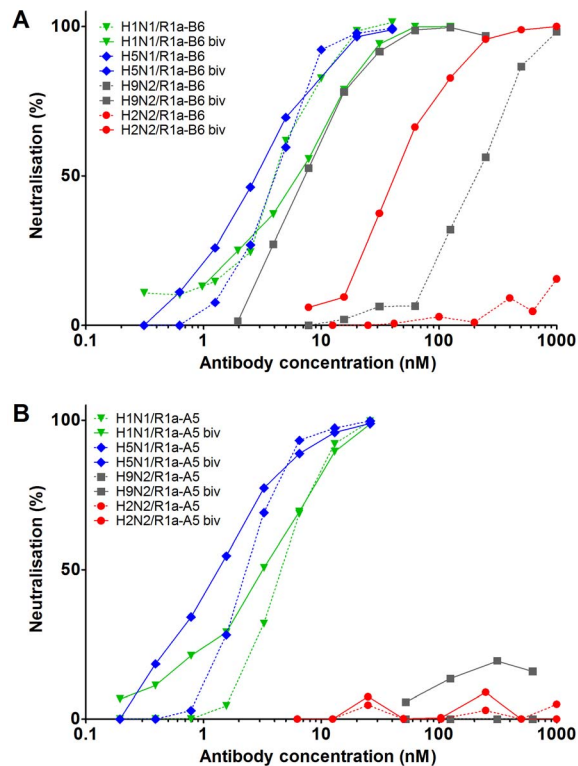 A
H1N1/R1a-B6
H1N1/R1a-B6 biv
H5N1/R1a-B6
H5N1/R1a-B6 biv
H9N2/R1a-B6
H9N2/R1a-B6 biv
H2N2/R1a-B6
H2N2/R1a-B6 biv
100
50
0
Neutralisation (%)
0.1 1 10 100 1000
Antibody concentration (nM)
B
H1N1/R1a-A5
H1N1/R1a-A5 biv
H5N1/R1a-A5
H5N1/R1a-A5 biv
H9N2/R1a-A5
H9N2/R1a-A5 biv
H2N2/R1a-A5
H2N2/R1a-A5 biv
100
50
0
Neutralisation (%)
0.1 1 10 100 1000
Antibody concentration (nM)